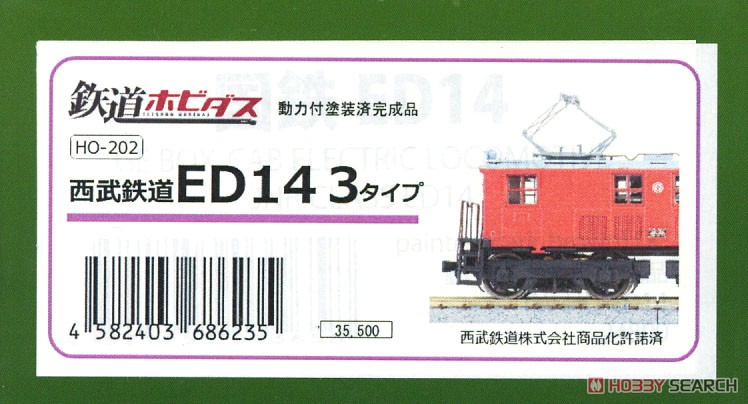 鉄道ホビダス 動力付塗装済完成品
HO-202
西武鉄道ED14 3タイプ
4 582403 686235
35,500
西武鉄道株式会社商品化許諾済
HOBBY SEARCH